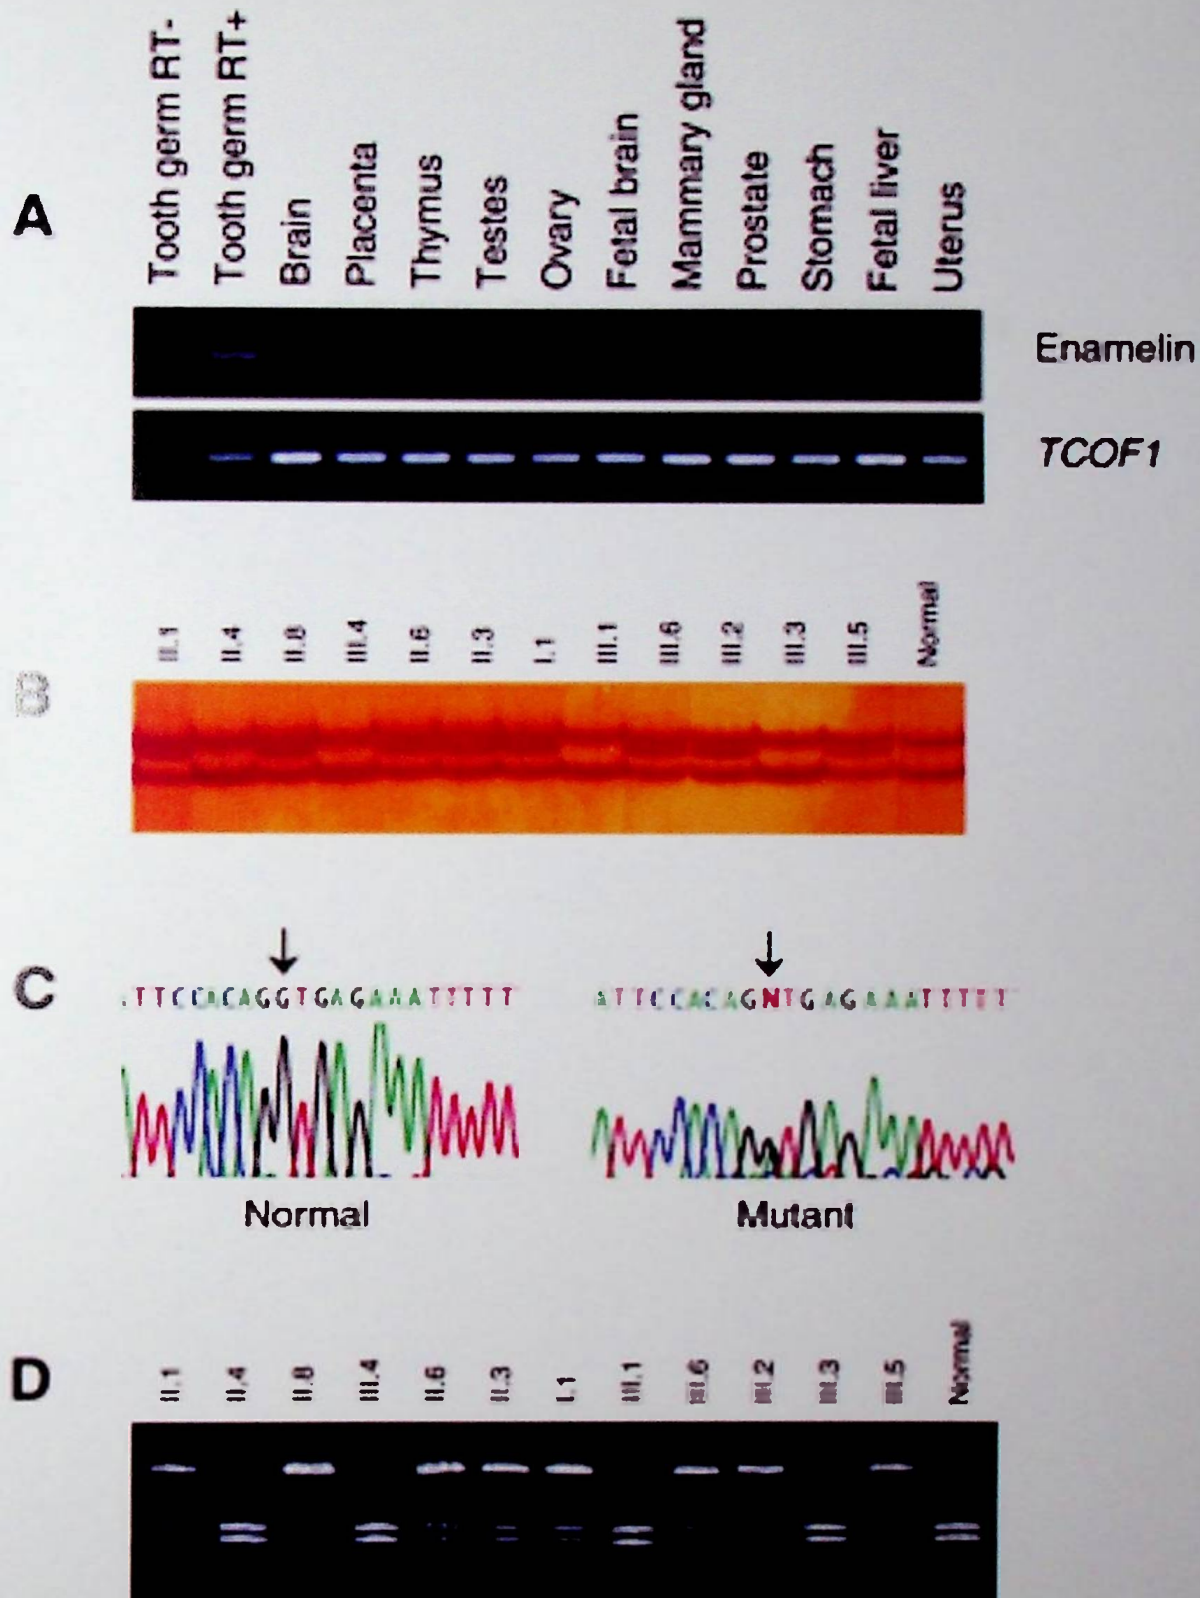 A
Tooth germ RT-
Tooth germ RT+
Brain
Placenta
Thymus
Testes
Ovary
Fetal brain
Mammary gland
Prostate
Stomach
Fetal liver
Uterus
Enamelin
TCOF1
B
II.1
II.4
II.8
III.4
II.6
II.3
I.1
III.1
III.6
III.2
III.3
III.5
Normal
C
TTCCACAGGTGAGAAATTTTT
ATTCCACAGNTGAGAAATTTTT
Normal
Mutant
D
II.1
II.4
II.8
III.4
II.6
II.3
I.1
III.1
III.6
III.2
III.3
III.5
Normal